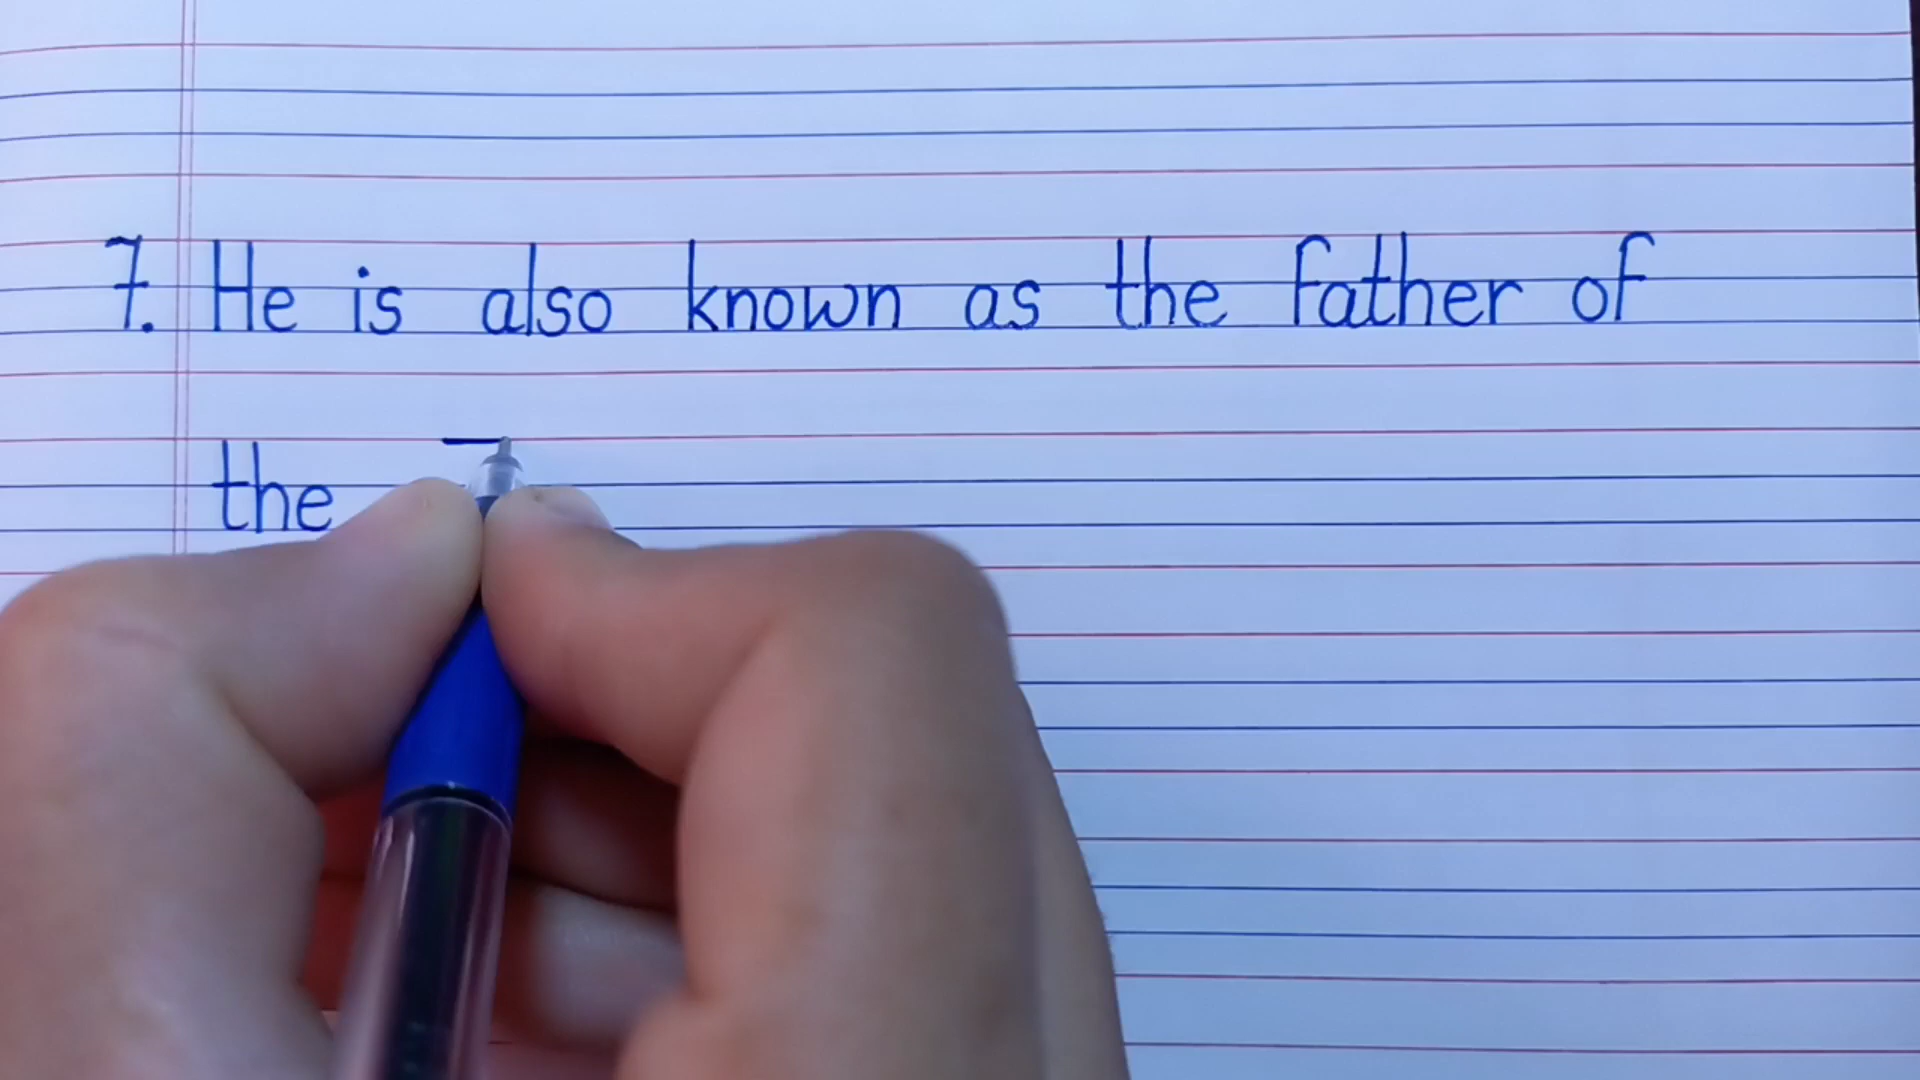 7. He is also known as the father of
the